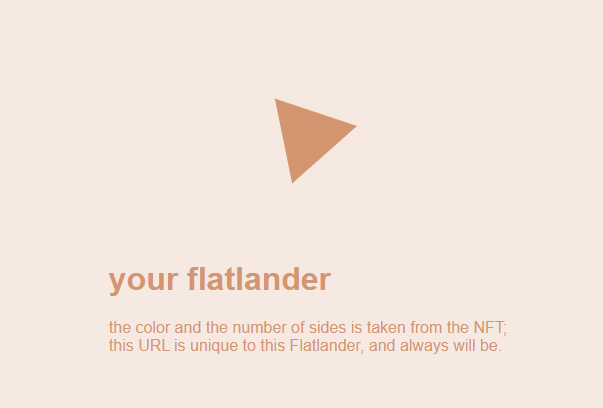 your flatlander
the color and the number of sides is taken from the NFT;
this URL is unique to this Flatlander, and always will be.